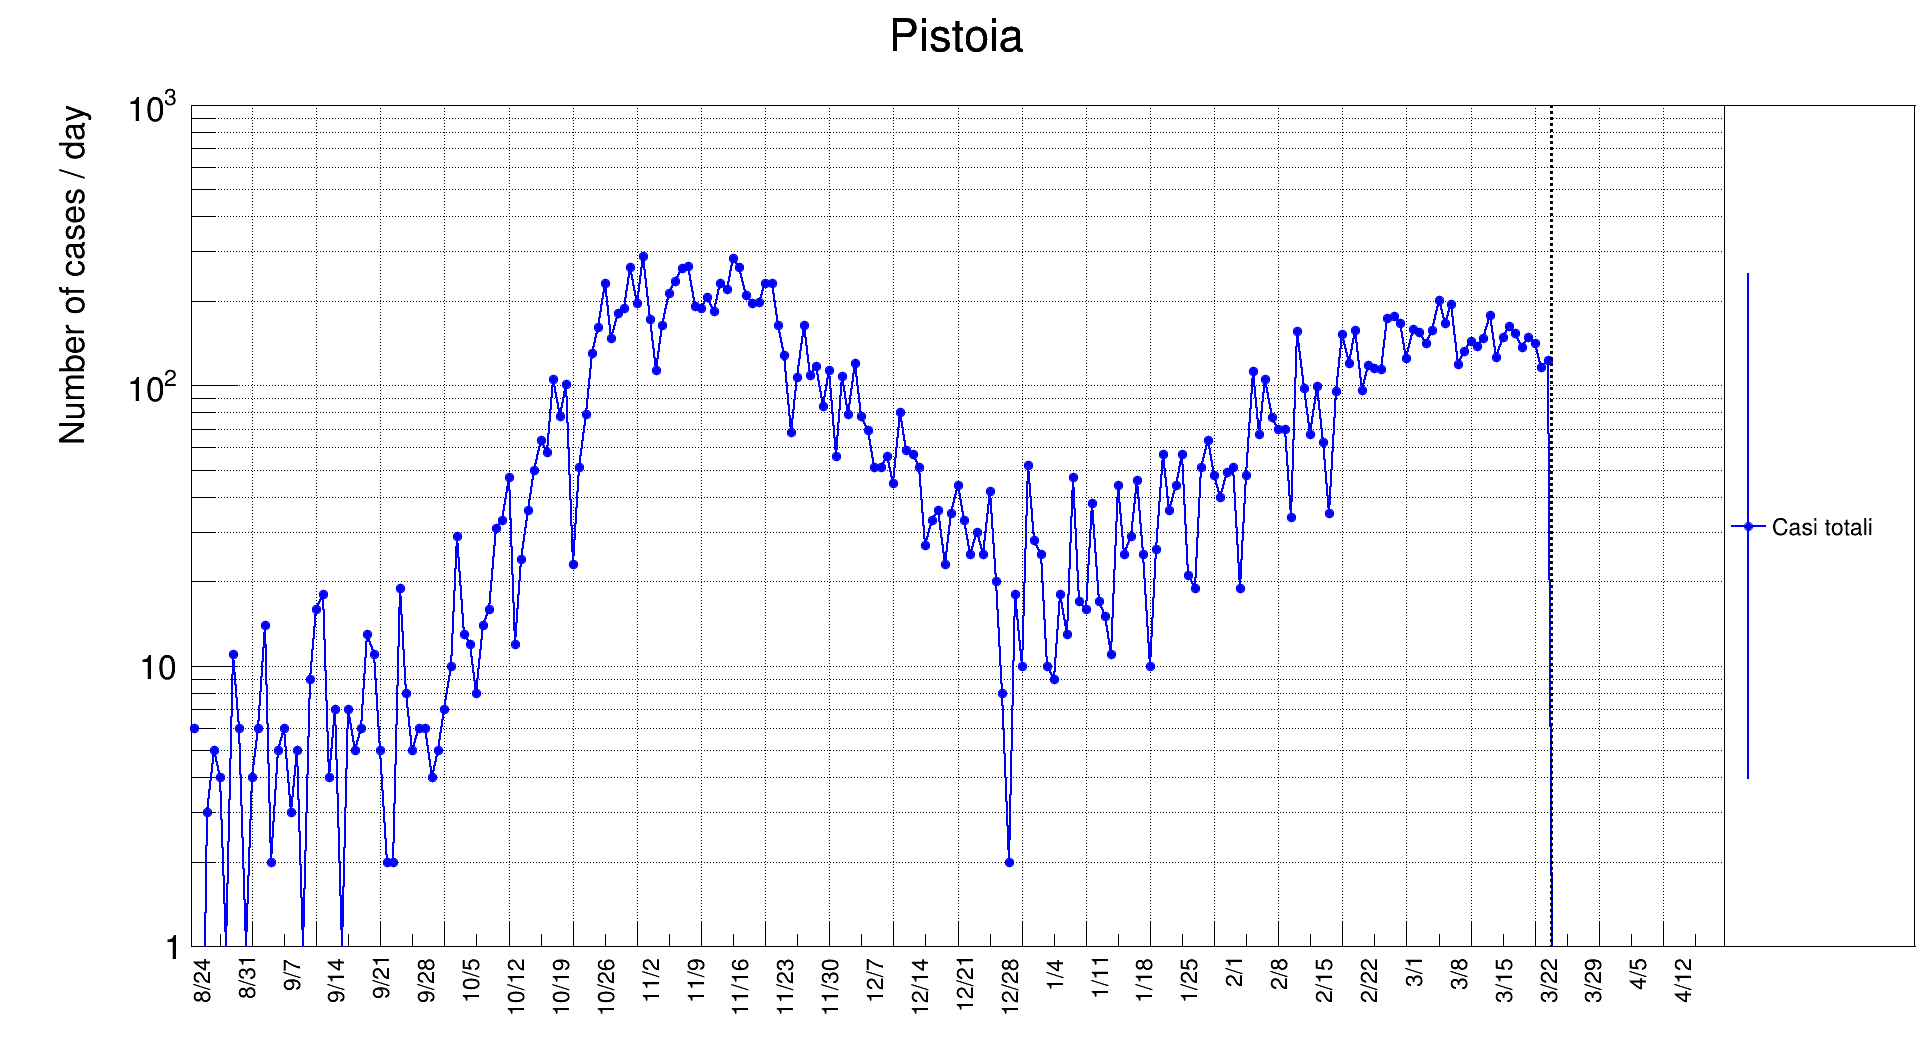 Pistoia
Number of cases / day
10³
10²
10
1
8/24 8/31 9/7 9/14 9/21 9/28 10/5 10/12 10/19 10/26 11/2 11/9 11/16 11/23 11/30 12/7 12/14 12/21 12/28 1/4 1/11 1/18 1/25 2/1 2/8 2/15 2/22 3/1 3/8 3/15 3/22 3/29 4/5 4/12
Casi totali